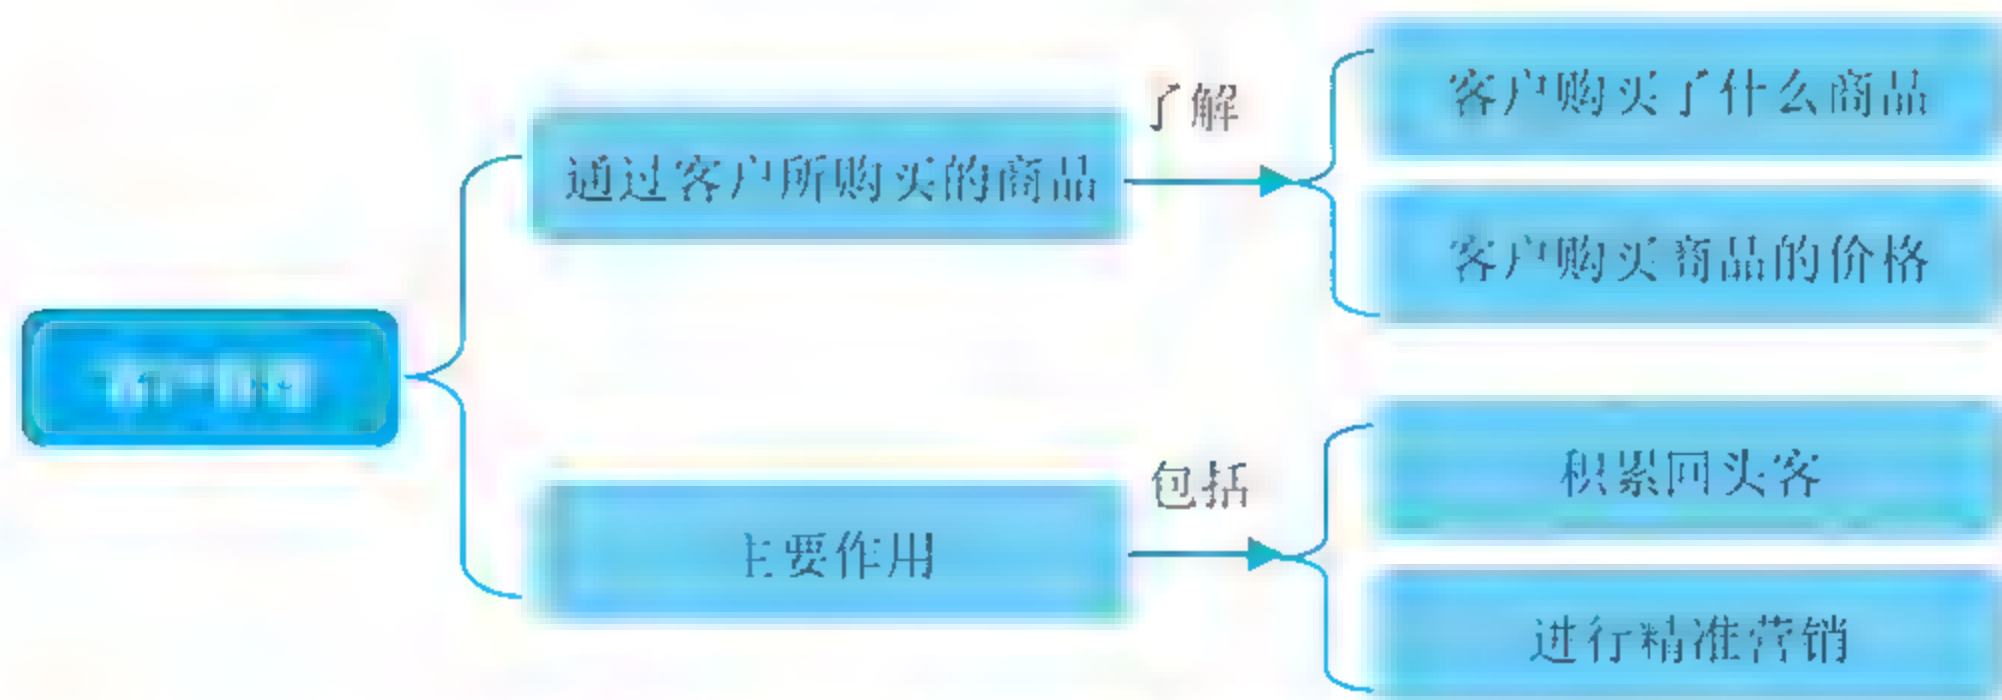 了解
客户购买了什么商品
通过客户所购买的商品
客户购买商品的价格
包括
积累回头客
主要作用
进行精准营销